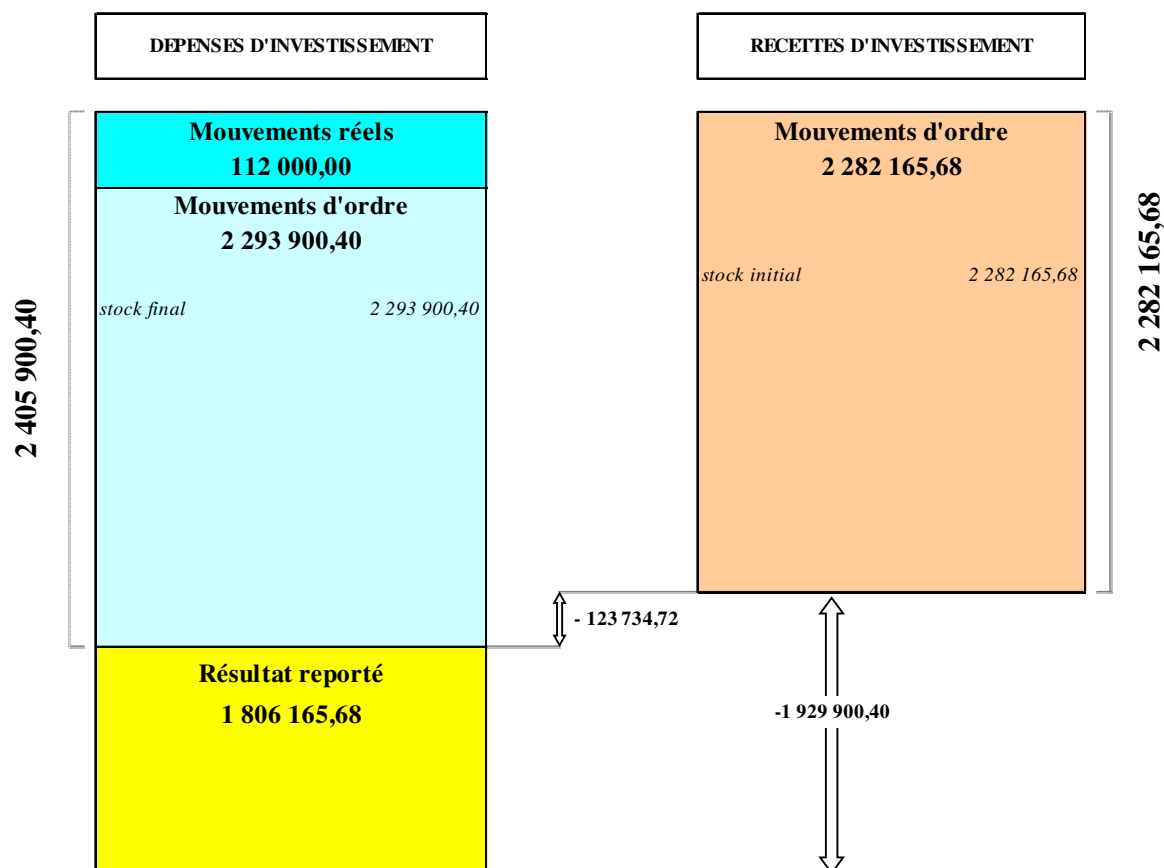 DEPENSES D'INVESTISSEMENT
RECETTES D'INVESTISSEMENT
Mouvements réels
112 000,00
Mouvements d'ordre
2 293 900,40
stock final 2 293 900,40
2 405 900,40
Mouvements d'ordre
2 282 165,68
stock initial 2 282 165,68
2 282 165,68
- 123 734,72
Résultat reporté
1 806 165,68
-1 929 900,40